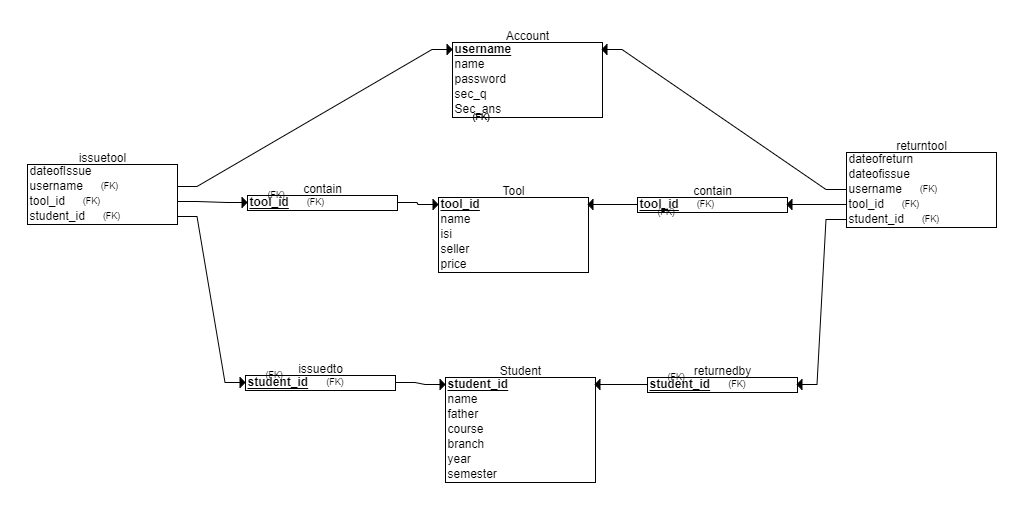 Account
username
name
password
sec_q
Sec_ans
(FK)
issuetool
dateofIssue
username (FK)
tool_id (FK)
student_id (FK)
returntool
dateofreturn
dateofissue
username (FK)
tool_id (FK)
student_id (FK)
contain
(FK)
tool_id (FK)
Tool
tool_id
name
isi
seller
price
contain
tool_id (FK)
(FK)
issuedto
(FK)
student_id (FK)
Student
student_id
name
father
course
branch
year
semester
returnedby
(FK)
student_id (FK)